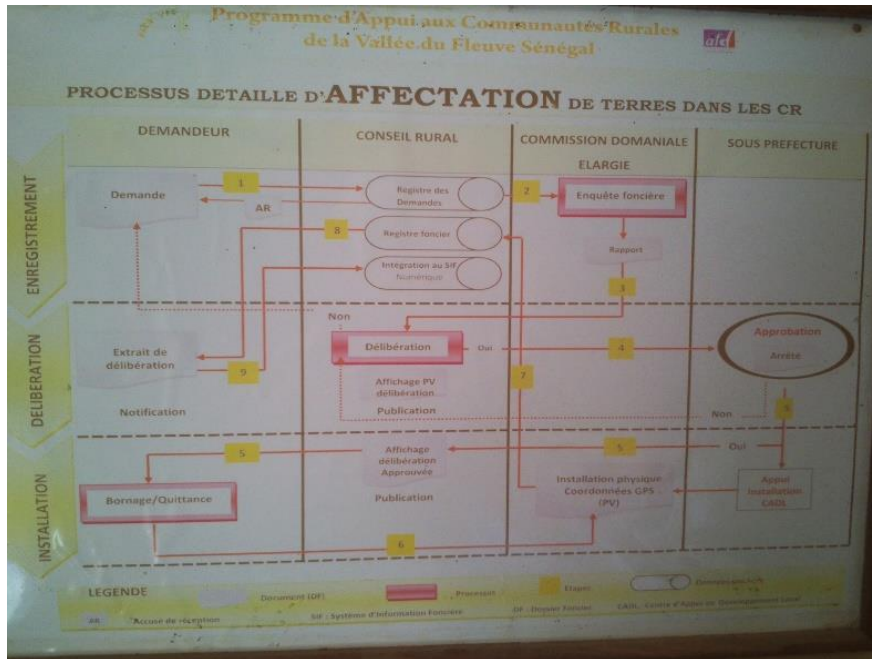 Programme d'Appui aux Communautés Rurales
de la Vallée du Fleuve Sénégal
PROCESSUS DETAILLE D'AFFECTATION DE TERRES DANS LES CR
DEMANDEUR
CONSEIL RURAL
COMMISSION DOMANIALE
ELARGIE
SOUS PREFECTURE
ENREGISTREMENT
Demande
1
AR
Registre des
Demandes
2
Enquête foncière
8
Registre foncier
Rapport
Intégration au SIF
Numérique
3
DELIBERATION
Non
Extrait de
délibération
9
Délibération
Oui
4
Approbation
Arrêté
7
Affichage PV
délibération
Notification
Publication
Non
5
INSTALLATION
5
Affichage
délibération
Approuvée
5
Oui
Bornage/Quittance
Publication
Installation physique
Coordonnées GPS
(PV)
Appui
Installation
CADL
6
LEGENDE
Document (DF)
Processus
Etapes
AR
Accusé de réception
SIF : Système d'Information Foncière
DF : Dossier Foncier
CADL : Centre d'Appui au Développement Local